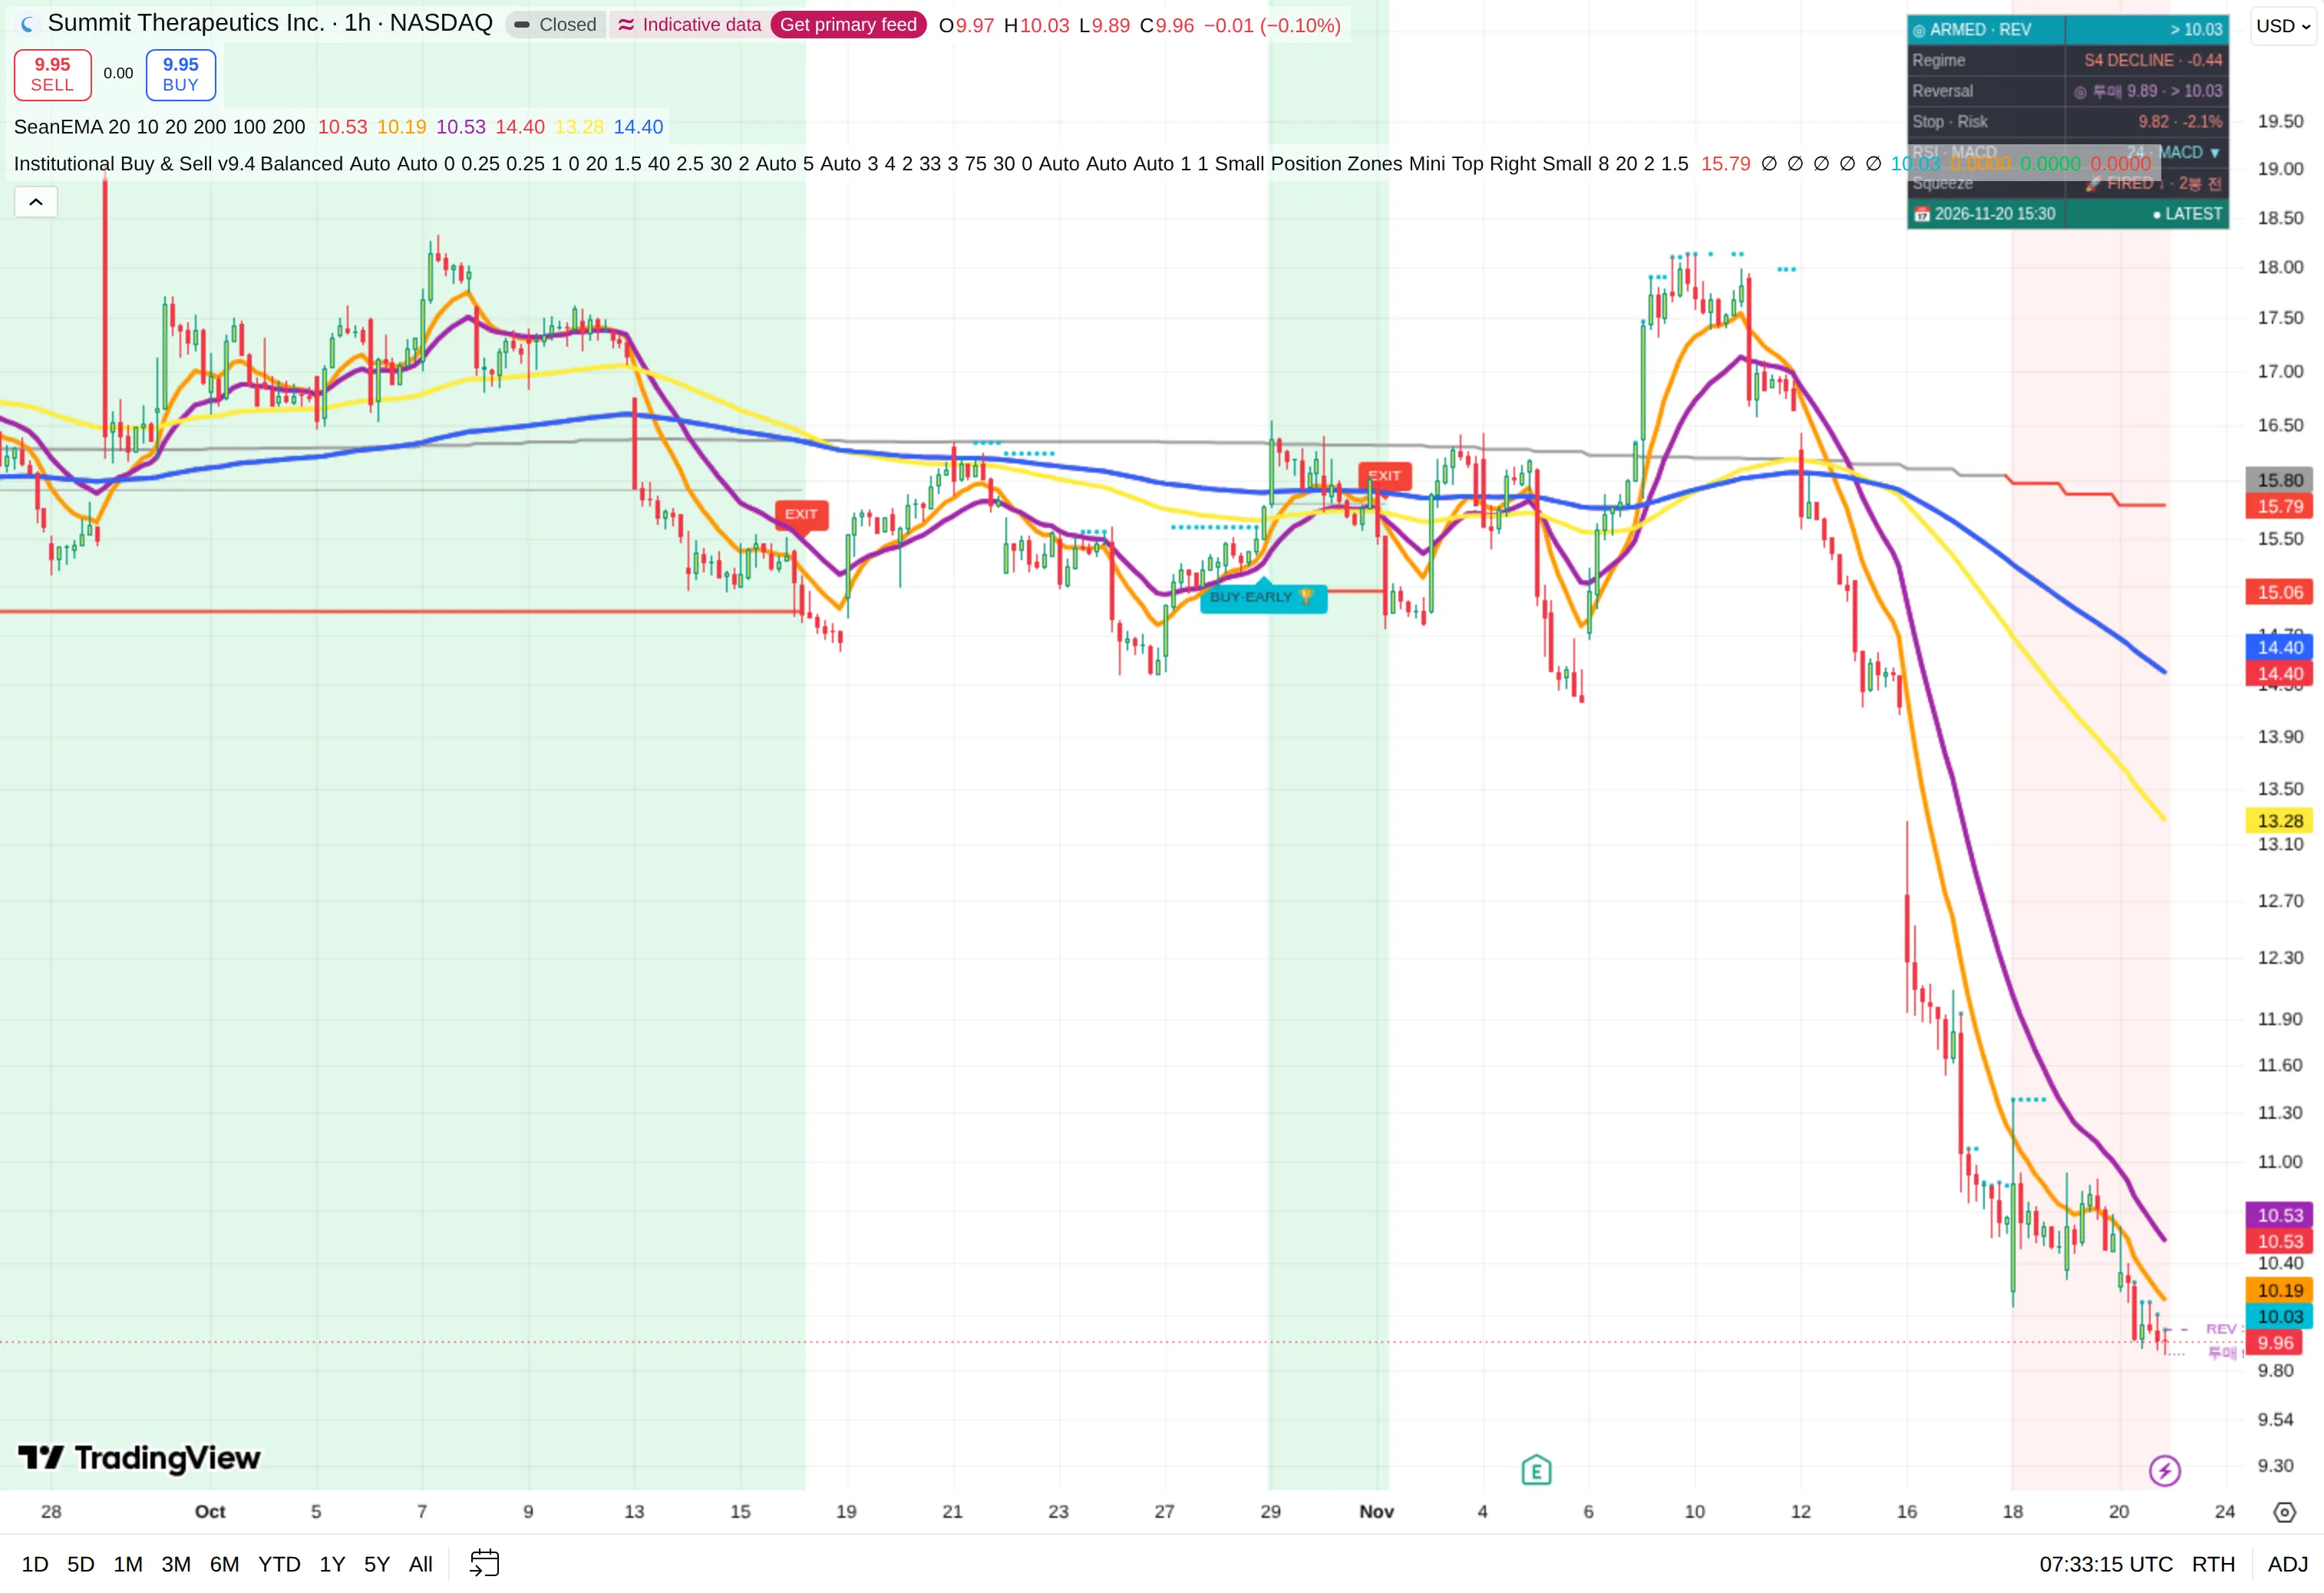 Summit Therapeutics Inc. · 1h · NASDAQ Closed Indicative data Get primary feed O9.97 H10.03 L9.89 C9.96 −0.01 (−0.10%)
9.95 SELL 0.00 9.95 BUY
SeanEMA 20 10 20 200 100 200 10.53 10.19 10.53 14.40 13.28 14.40
Institutional Buy & Sell v9.4 Balanced Auto Auto 0 0.25 0.25 1 0 20 1.5 40 2.5 30 2 Auto 5 Auto 3 4 2 33 3 75 30 0 Auto Auto Auto 1 1 Small Position Zones Mini Top Right Small 8 20 2 1.5 15.79 ∅ ∅ ∅ ∅ ∅ 10.03 0.0000 0.0000 0.0000
◎ ARMED · REV > 10.03
Regime S4 DECLINE · -0.44
Reversal ◎ 투매 9.89 · > 10.03
Stop · Risk 9.82 · -2.1%
RSI · MACD 24 · MACD ▼
Squeeze 🚀 FIRED ↓ · 2봉 전
📅 2026-11-20 15:30 ● LATEST
USD
19.50
19.00
18.50
18.00
17.50
17.00
16.50
15.80
15.79
15.50
15.06
14.40
14.40
13.90
13.50
13.28
13.10
12.70
12.30
11.90
11.60
11.30
11.00
10.53
10.53
10.40
10.19
10.03
9.96
9.80
9.54
9.30
EXIT
BUY·EARLY 🏆
EXIT
REV
투매
E
TradingView
28 Oct 5 7 9 13 15 19 21 23 27 29 Nov 4 6 10 12 16 18 20 24
1D 5D 1M 3M 6M YTD 1Y 5Y All 07:33:15 UTC RTH ADJ